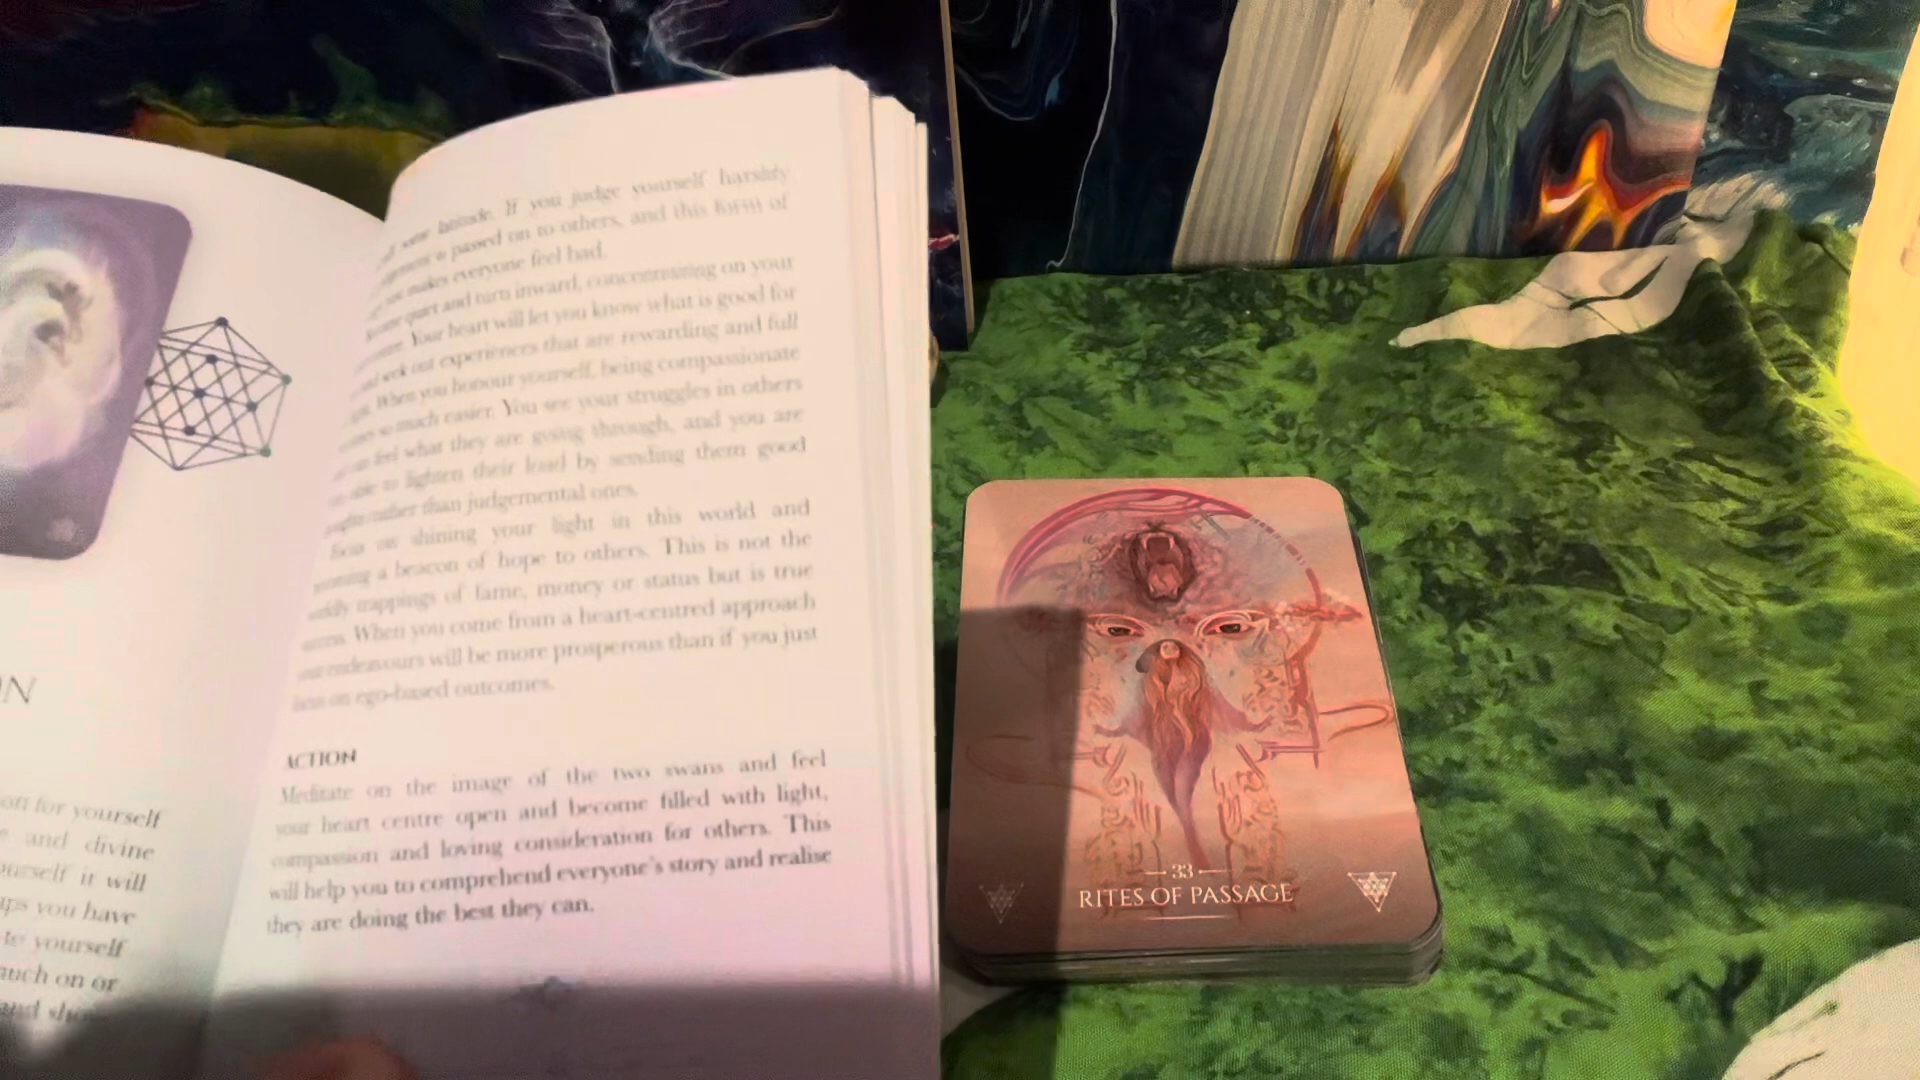 ON
on for yourself
and divine
yourself it will
you have
to yourself
much on or
and
some latitude. If you judge yourself harshly
passed on to others, and this form of
makes everyone feel bad.
quiet and turn inward, concentrating on your
Your heart will let you know what is good for
seek out experiences that are rewarding and full
When you honour yourself, being compassionate
so much easier. You see your struggles in others
feel what they are going through, and you are
to lighten their load by sending them good
rather than judgemental ones.
on shining your light in this world and
a beacon of hope to others. This is not the
trappings of fame, money or status but is true
When you come from a heart-centred approach
endeavours will be more prosperous than if you just
on ego-based outcomes.
ACTION
Meditate on the image of the two swans and feel
your heart centre open and become filled with light,
compassion and loving consideration for others. This
will help you to comprehend everyone's story and realise
they are doing the best they can.
33
RITES OF PASSAGE